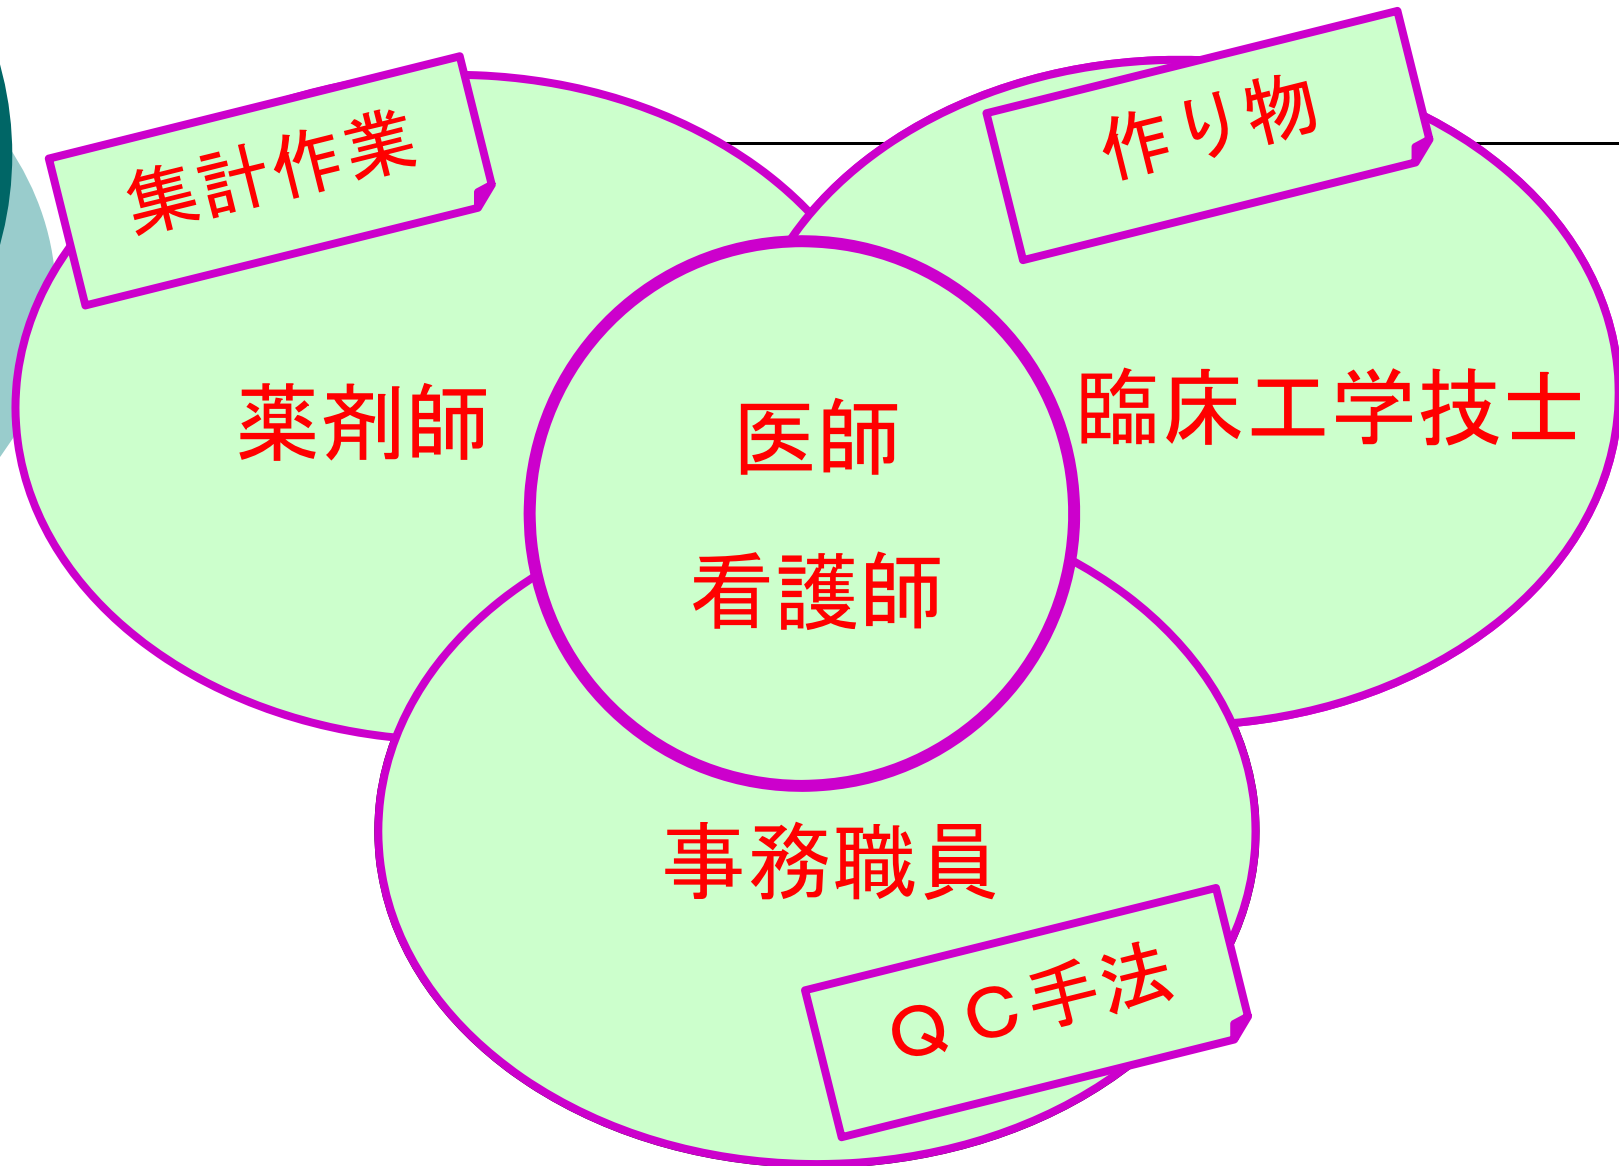 集計作業
作り物
薬剤師
医師
臨床工学技士
看護師
事務職員
ＱＣ手法